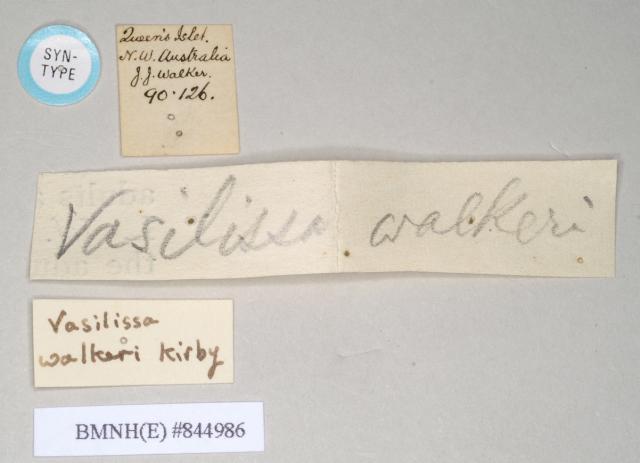 SYN-
TYPE
Queen's Islet.
N.W. Australia
J.J. Walker.
90·126.
Vasilissa walkeri
Vasilissa
walkeri Kirby
BMNH(E) #844986